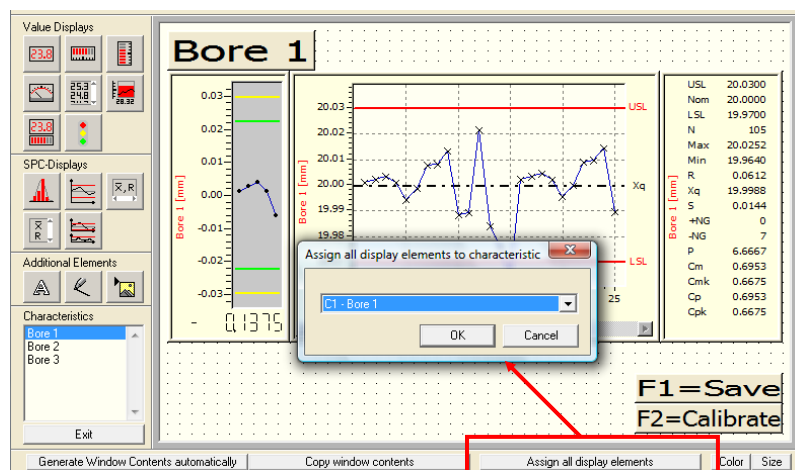 Value Displays
23.8
25.3
24.8
28.32
23.8
SPC-Displays
X,R
X
R
Additional Elements
A
Characteristics
Bore 1
Bore 2
Bore 3
Exit
Bore 1
Bore 1 [mm]
0.03
0.02
0.01
0.00
-0.01
-0.02
-0.03
- 0,1375
Bore 1 [mm]
20.03
20.02
20.01
20.00
19.99
19.98
USL
Xq
LSL
25
Bore 1 [mm]
USL 20.0300
Nom 20.0000
LSL 19.9700
N 105
Max 20.0252
Min 19.9640
R 0.0612
Xq 19.9988
S 0.0144
+NG 0
-NG 7
P 6.6667
Cm 0.6953
Cmk 0.6675
Cp 0.6953
Cpk 0.6675
Assign all display elements to characteristic
C1 - Bore 1
OK
Cancel
F1=Save
F2=Calibrate
Generate Window Contents automatically
Copy window contents
Assign all display elements
Color
Size